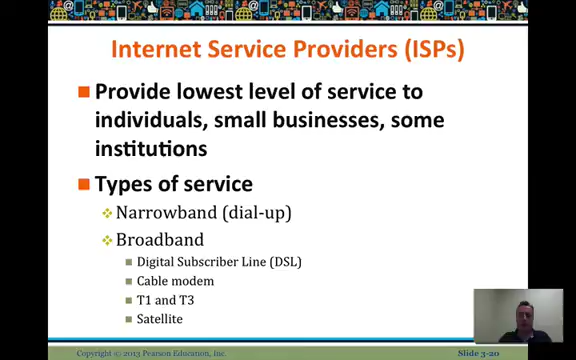 Internet Service Providers (ISPs)
Provide lowest level of service to
individuals, small businesses, some
institutions
Types of service
Narrowband (dial-up)
Broadband
Digital Subscriber Line (DSL)
Cable modem
T1 and T3
Satellite
Copyright © 2013 Pearson Education, Inc.
Slide 3-20